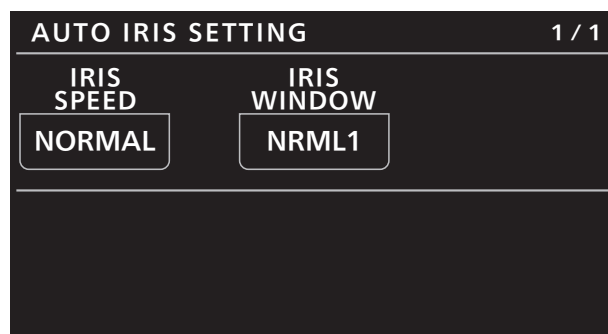 AUTO IRIS SETTING 1 / 1
IRIS SPEED
IRIS WINDOW
NORMAL
NRML1